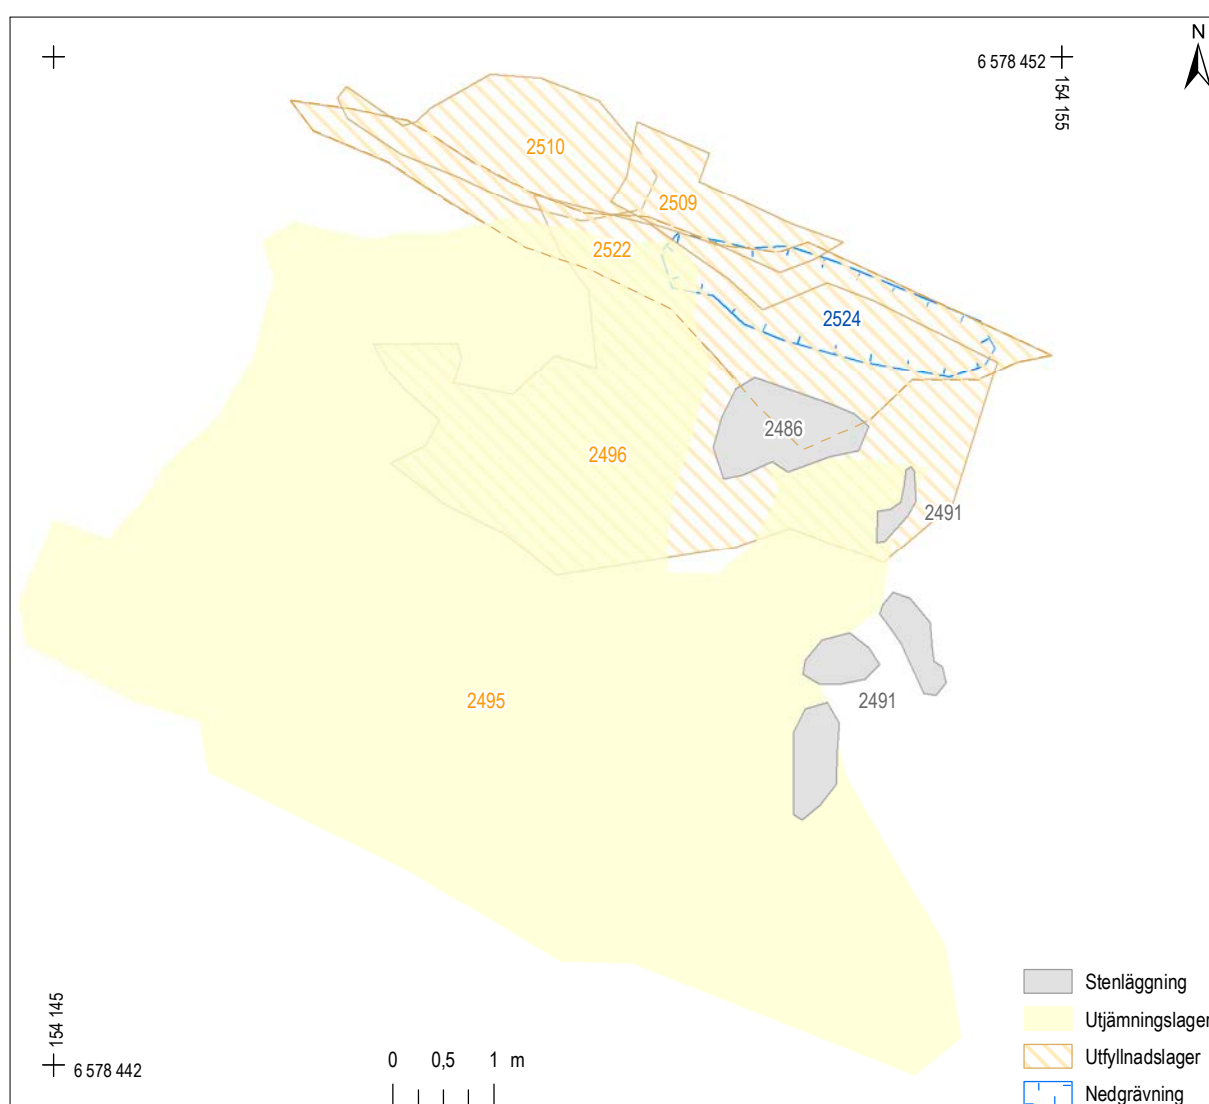 N
6 578 452
154 155
2510
2509
2522
2524
2486
2496
2491
2495
2491
154 145
6 578 442
0 0,5 1 m
Stenläggning
Utjämningslager
Utfyllnadslager
Nedgrävning